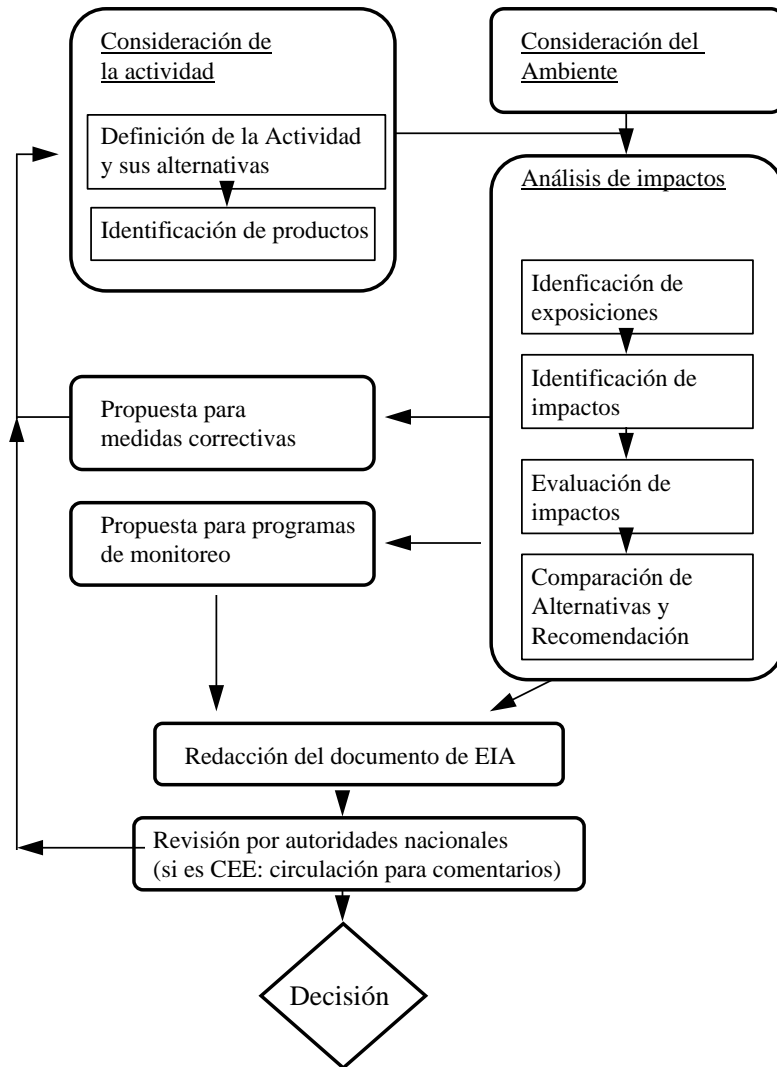 Consideración de
la actividad
Definición de la Actividad
y sus alternativas
Identificación de productos
Consideración del
Ambiente
Análisis de impactos
Idenficación de
exposiciones
Identificación de
impactos
Evaluación de
impactos
Comparación de
Alternativas y
Recomendación
Propuesta para
medidas correctivas
Propuesta para programas
de monitoreo
Redacción del documento de EIA
Revisión por autoridades nacionales
(si es CEE: circulación para comentarios)
Decisión